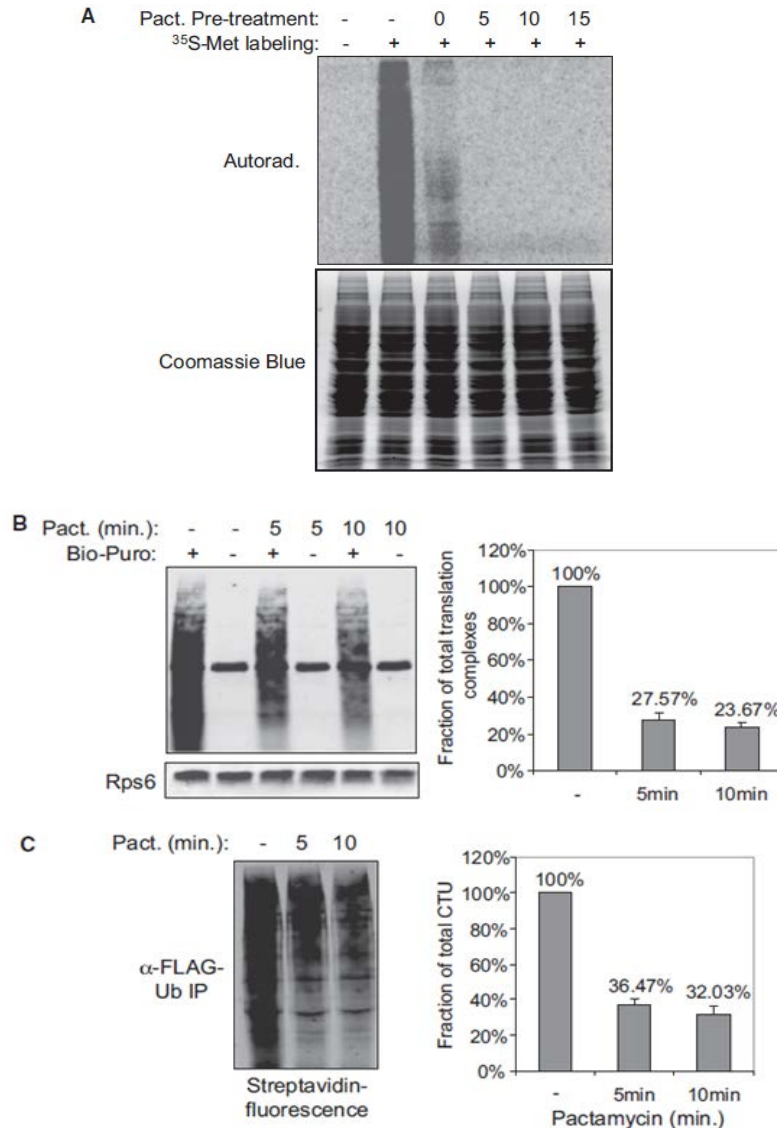 A
Pact. Pre-treatment: - - 0 5 10 15
³⁵S-Met labeling: - + + + + +
Autorad.
Coomassie Blue
B
Pact. (min.): - - 5 5 10 10
Bio-Puro: + - + - + -
Rps6
Fraction of total translation
complexes
120%
100%
80%
60%
40%
20%
0%
100%
27.57%
23.67%
- 5min 10min
C
Pact. (min.): - 5 10
α-FLAG-
Ub IP
Streptavidin-
fluorescence
Fraction of total CTU
120%
100%
80%
60%
40%
20%
0%
100%
36.47%
32.03%
- 5min 10min
Pactamycin (min.)